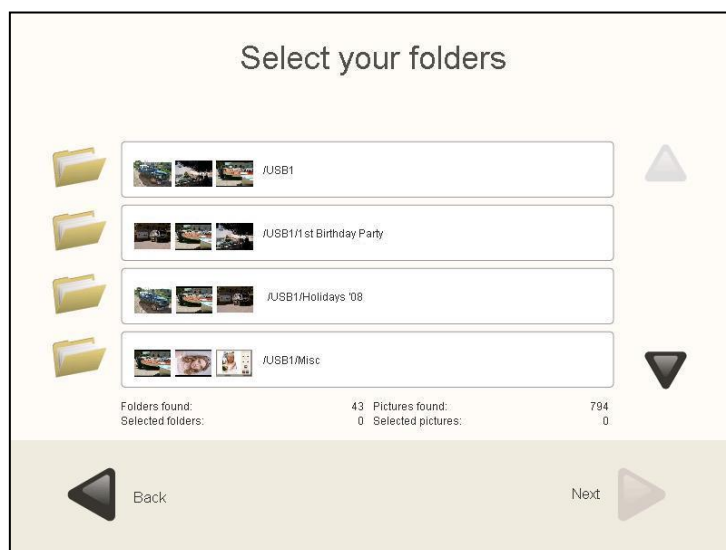 Select your folders
/USB1
/USB1/1st Birthday Party
/USB1/Holidays '08
/USB1/Misc
Folders found: 43 Pictures found: 794
Selected folders: 0 Selected pictures: 0
Back Next